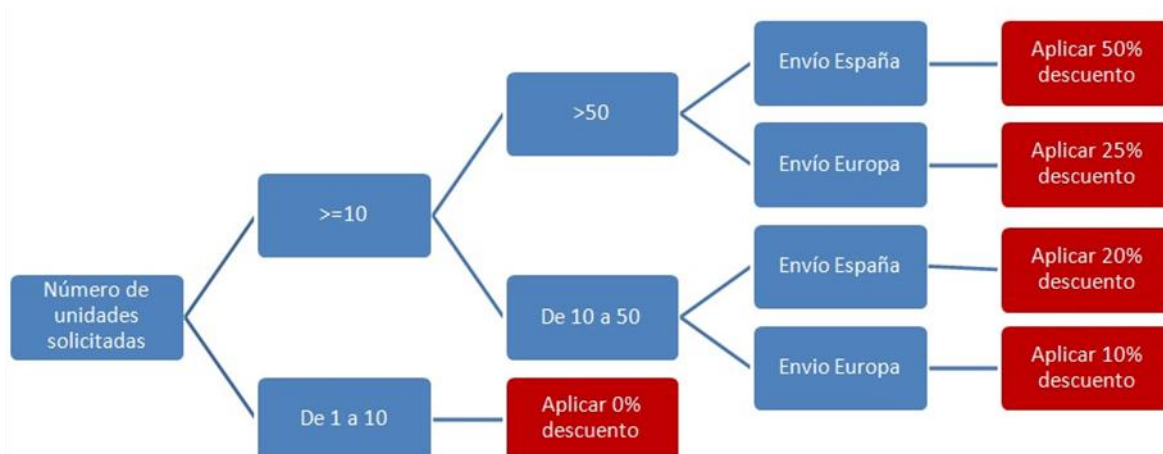 Número de
unidades
solicitadas
>=10
De 1 a 10
>50
De 10 a 50
Aplicar 0%
descuento
Envío España
Envío Europa
Envío España
Envio Europa
Aplicar 50%
descuento
Aplicar 25%
descuento
Aplicar 20%
descuento
Aplicar 10%
descuento